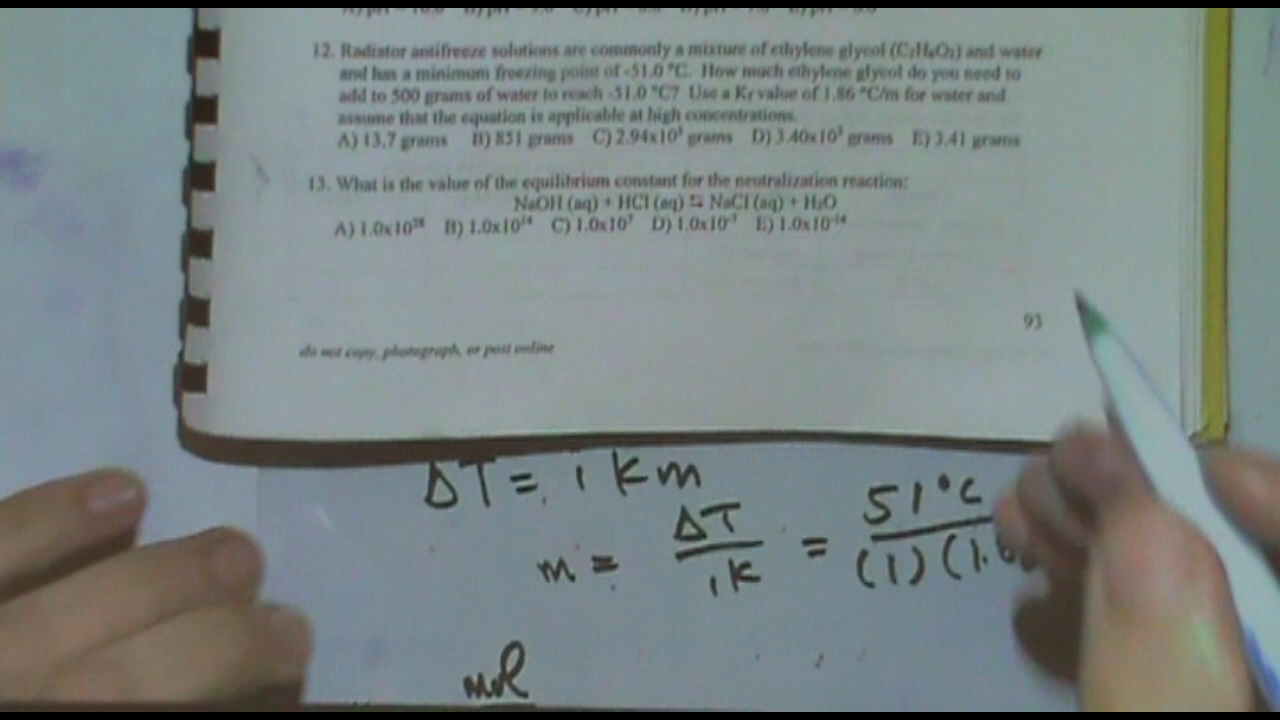 12. Radiator antifreeze solutions are commonly a mixture of ethylene glycol (C₂H₆O₂) and water
and has a minimum freezing point of -51.0 °C. How much ethylene glycol do you need to
add to 500 grams of water to reach -51.0 °C? Use a Kf value of 1.86 °C/m for water and
assume that the equation is applicable at high concentrations.
A) 13.7 grams B) 851 grams C) 2.94x10³ grams D) 3.40x10³ grams E) 3.41 grams
13. What is the value of the equilibrium constant for the neutralization reaction:
NaOH (aq) + HCl (aq) ⇆ NaCl (aq) + H₂O
A) 1.0x10²⁸ B) 1.0x10¹⁴ C) 1.0x10⁷ D) 1.0x10⁻⁷ E) 1.0x10⁻¹⁴
93
do not copy, photograph, or post online
ΔT = i K m
m = ΔT / iK = 51°C / (1)(1.
mol